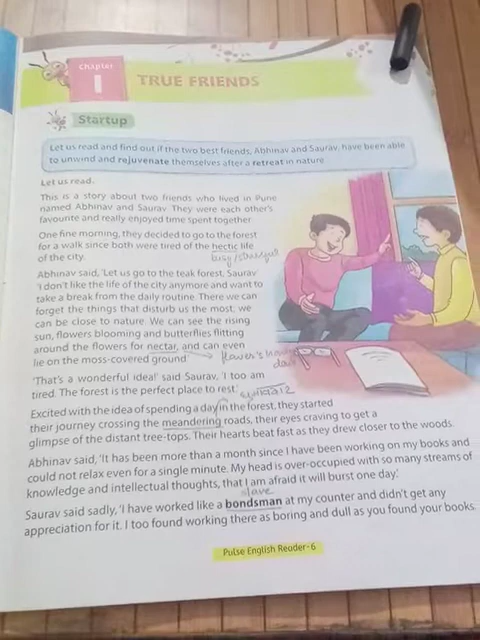 Chapter
1
TRUE FRIENDS
Startup
Let us read and find out if the two best friends, Abhinav and Saurav, have been able
to unwind and rejuvenate themselves after a retreat in nature
Let us read.
This is a story about two friends who lived in Pune
named Abhinav and Saurav. They were each other's
favourite and really enjoyed time spent together.
One fine morning, they decided to go to the forest
for a walk since both were tired of the hectic life
of the city.
busy/stressful
Abhinav said, 'Let us go to the teak forest, Saurav
'I don't like the life of the city anymore and want to
take a break from the daily routine. There we can
forget the things that disturb us the most; we
can be close to nature. We can see the rising
sun, flowers blooming and butterflies flitting
around the flowers for nectar, and can even
lie on the moss-covered ground
flower's
'That's a wonderful idea!' said Saurav, 'I too am
tired. The forest is the perfect place to rest.'
Excited with the idea of spending a day in the forest, they started
their journey crossing the meandering roads, their eyes craving to get a
glimpse of the distant tree-tops. Their hearts beat fast as they drew closer to the woods.
Abhinav said, 'It has been more than a month since I have been working on my books and
could not relax even for a single minute. My head is over-occupied with so many streams of
knowledge and intellectual thoughts, that I am afraid it will burst one day.'
slave
Saurav said sadly, 'I have worked like a bondsman at my counter and didn't get any
appreciation for it. I too found working there as boring and dull as you found your books.
Pulse English Reader-6